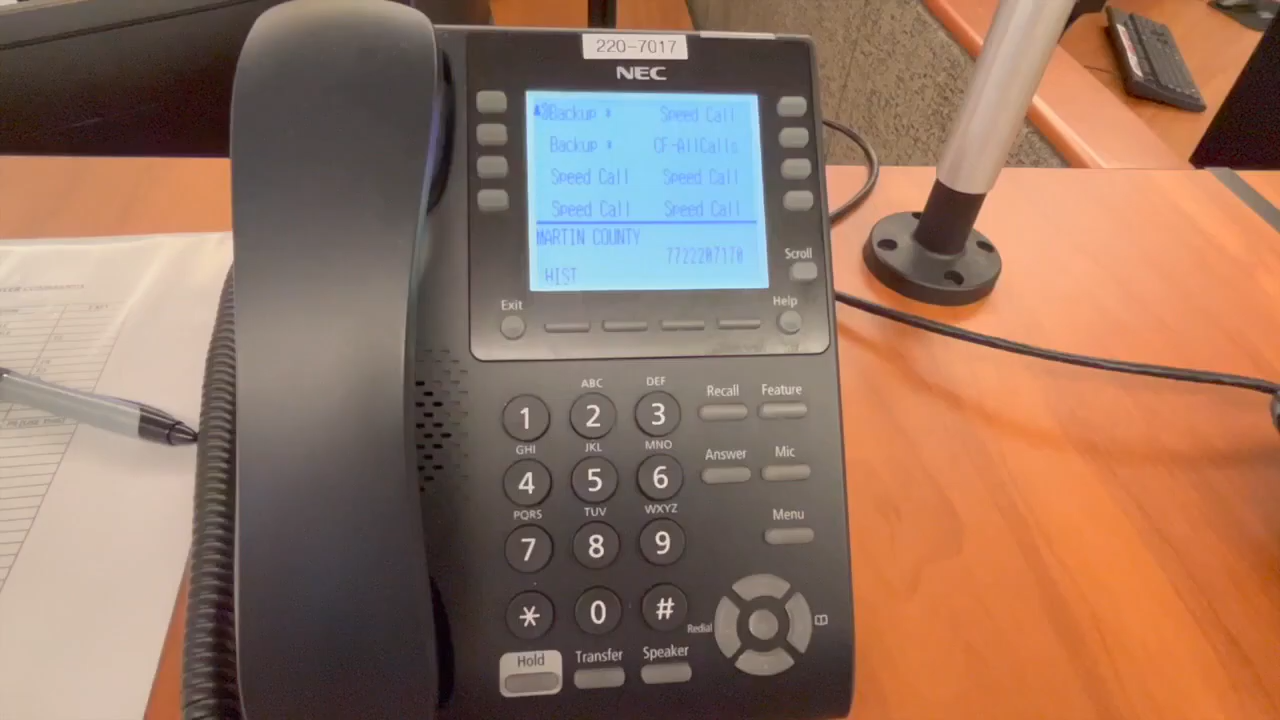 220-7017
NEC
Backup # Speed Call
Backup # CF-AllCalls
Speed Call Speed Call
Speed Call Speed Call
MARTIN COUNTY
7722207170
HIST
Scroll
Exit
Help
ABC
DEF
Recall
Feature
1 2 3
GHI
JKL
MNO
Answer
Mic
4 5 6
PQRS
TUV
WXYZ
Menu
7 8 9
* 0 #
Redial
Hold
Transfer
Speaker